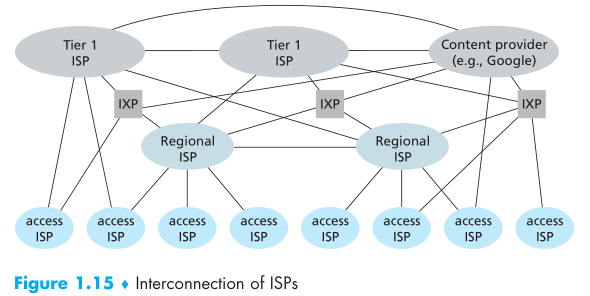 Tier 1
ISP
Tier 1
ISP
Content provider
(e.g., Google)
IXP
IXP
IXP
Regional
ISP
Regional
ISP
access
ISP
access
ISP
access
ISP
access
ISP
access
ISP
access
ISP
access
ISP
access
ISP
Figure 1.15 ♦ Interconnection of ISPs